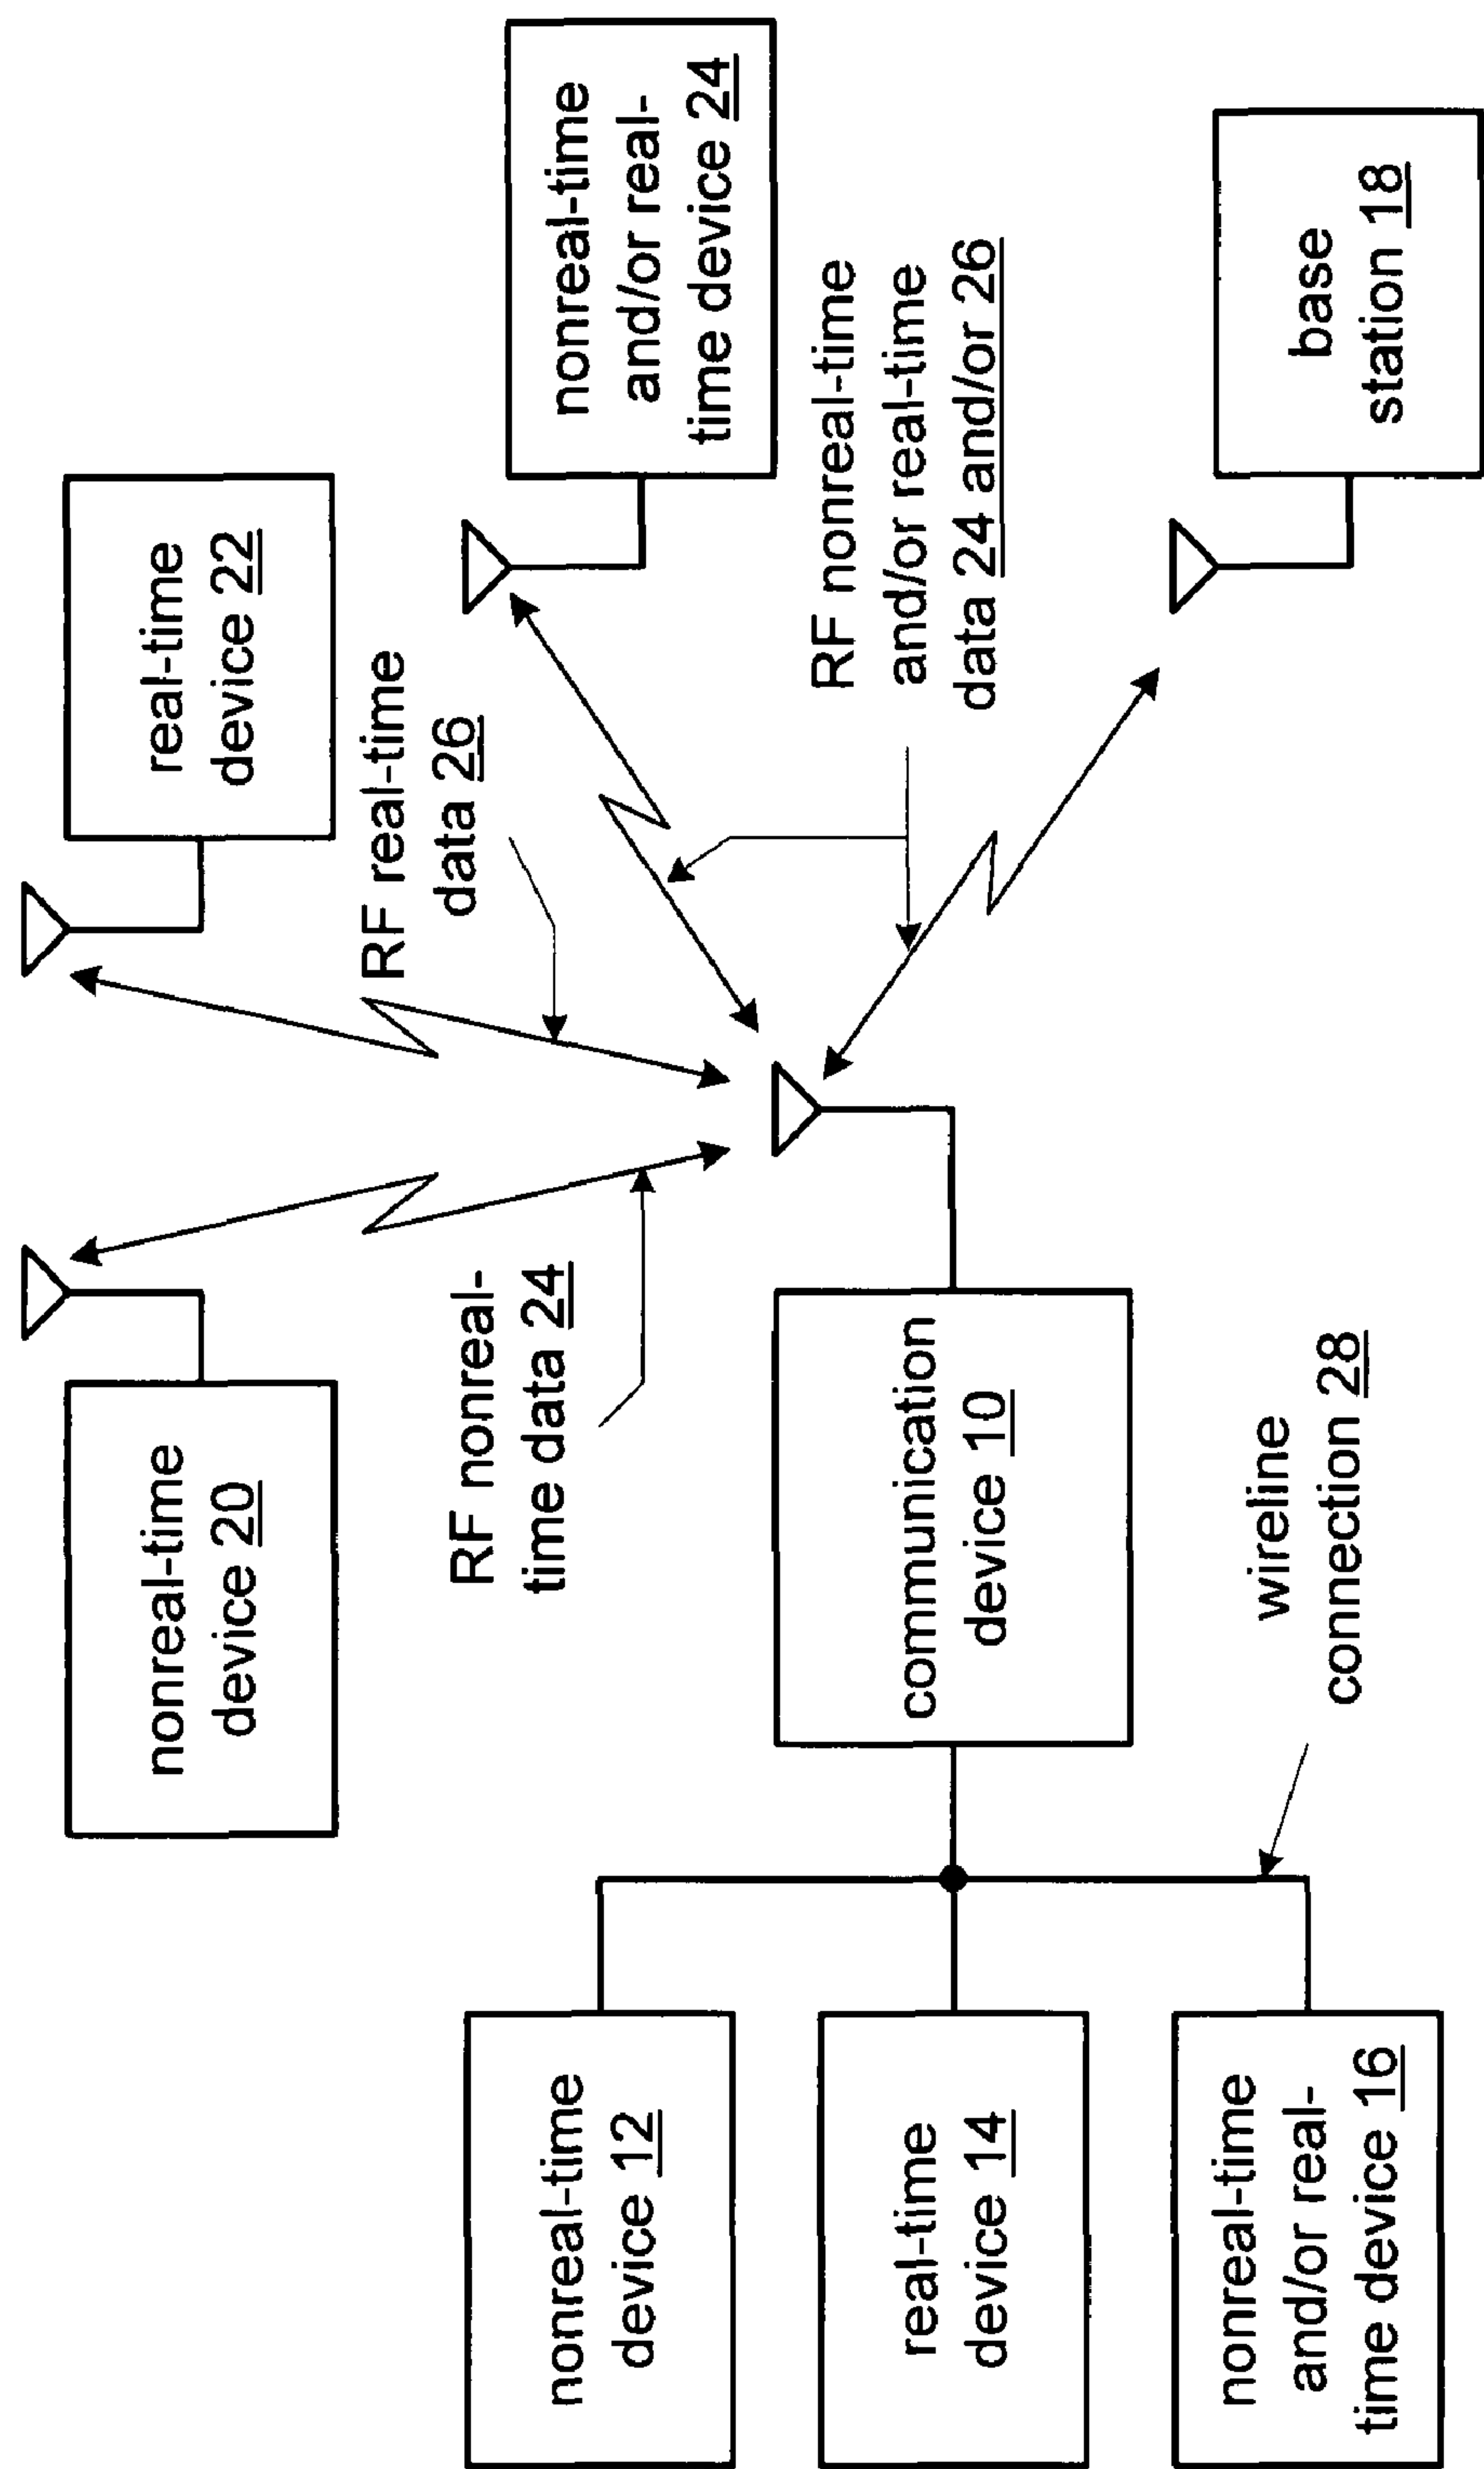 nonreal-time
device 20
real-time
device 22
RF real-time
data 26
RF nonreal-
time data 24
nonreal-time
and/or real-
time device 24
nonreal-time
device 12
RF nonreal-time
and/or real-time
data 24 and/or 26
communication
device 10
real-time
device 14
wireline
connection 28
base
station 18
nonreal-time
and/or real-
time device 16